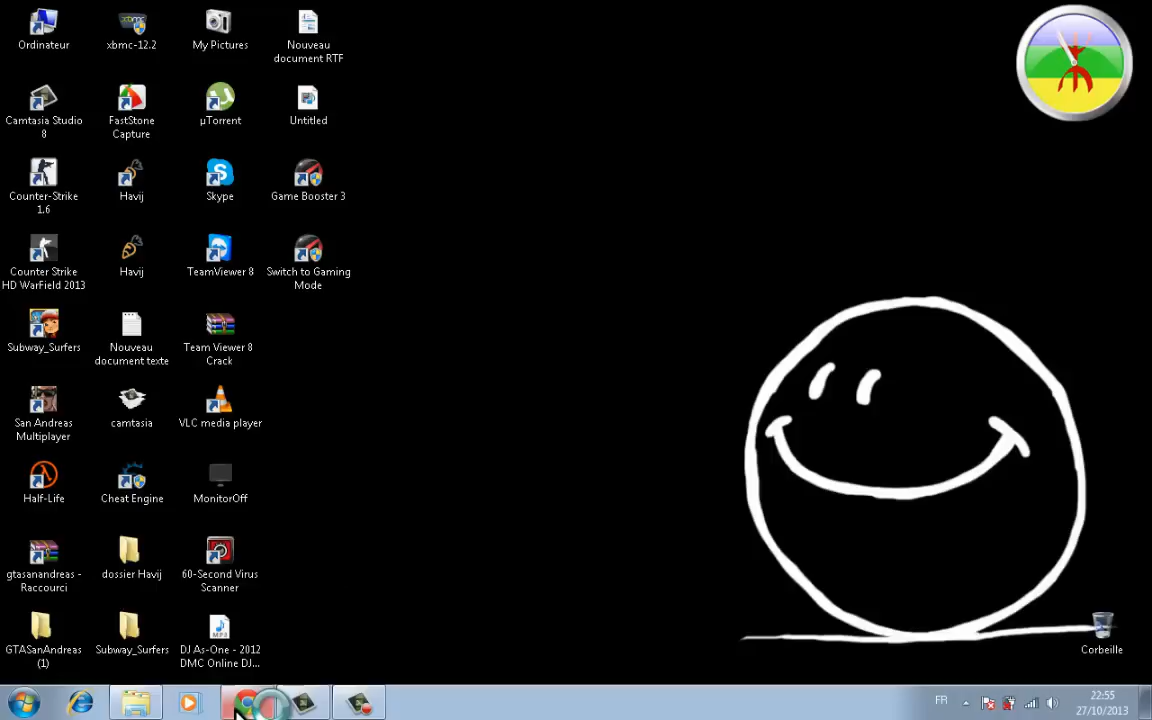 Ordinateur
xbmc-12.2
My Pictures
Nouveau
document RTF
Camtasia Studio
8
FastStone
Capture
µTorrent
Untitled
Counter-Strike
1.6
Havij
Skype
Game Booster 3
Counter Strike
HD WarField 2013
Havij
TeamViewer 8
Switch to Gaming
Mode
Subway_Surfers
Nouveau
document texte
Team Viewer 8
Crack
San Andreas
Multiplayer
camtasia
VLC media player
Half-Life
Cheat Engine
MonitorOff
gtasanandreas -
Raccourci
dossier Havij
60-Second Virus
Scanner
GTASanAndreas
(1)
Subway_Surfers
MP3
DJ As-One - 2012
DMC Online DJ...
Corbeille
FR
22:55
27/10/2013